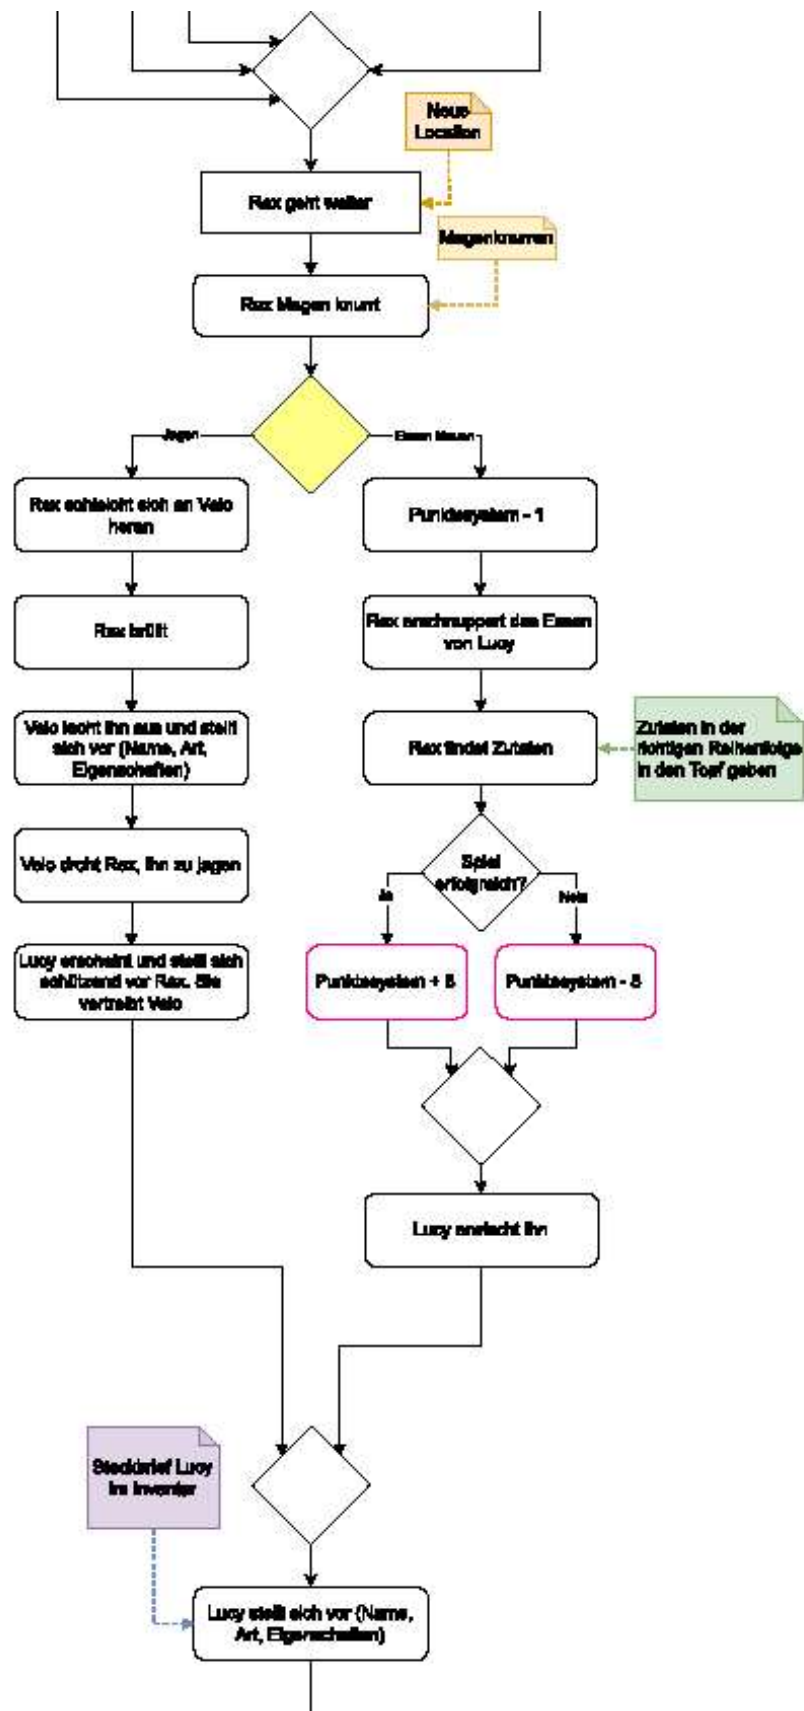 Neue
Location
Rex geht weiter
Magenknurren
Rex Magen knurrt
Jagen
Essen klauen
Rex schleicht sich an Velo
heran
Punktesystem - 1
Rex brüllt
Rex erschnuppert das Essen
von Lucy
Velo lacht ihn aus und stellt
sich vor (Name, Art,
Eigenschaften)
Rex findet Zutaten
Zutaten in der
richtigen Reihenfolge
in den Topf geben
Velo droht Rex, ihn zu jagen
Spiel
erfolgreich?
Ja
Nein
Lucy erscheint und stellt sich
schützend vor Rex. Sie
vertreibt Velo
Punktesystem +
Punktesystem -
Lucy erwischt ihn
Steckbrief Lucy
im Inventar
Lucy stellt sich vor (Name,
Art, Eigenschaften)